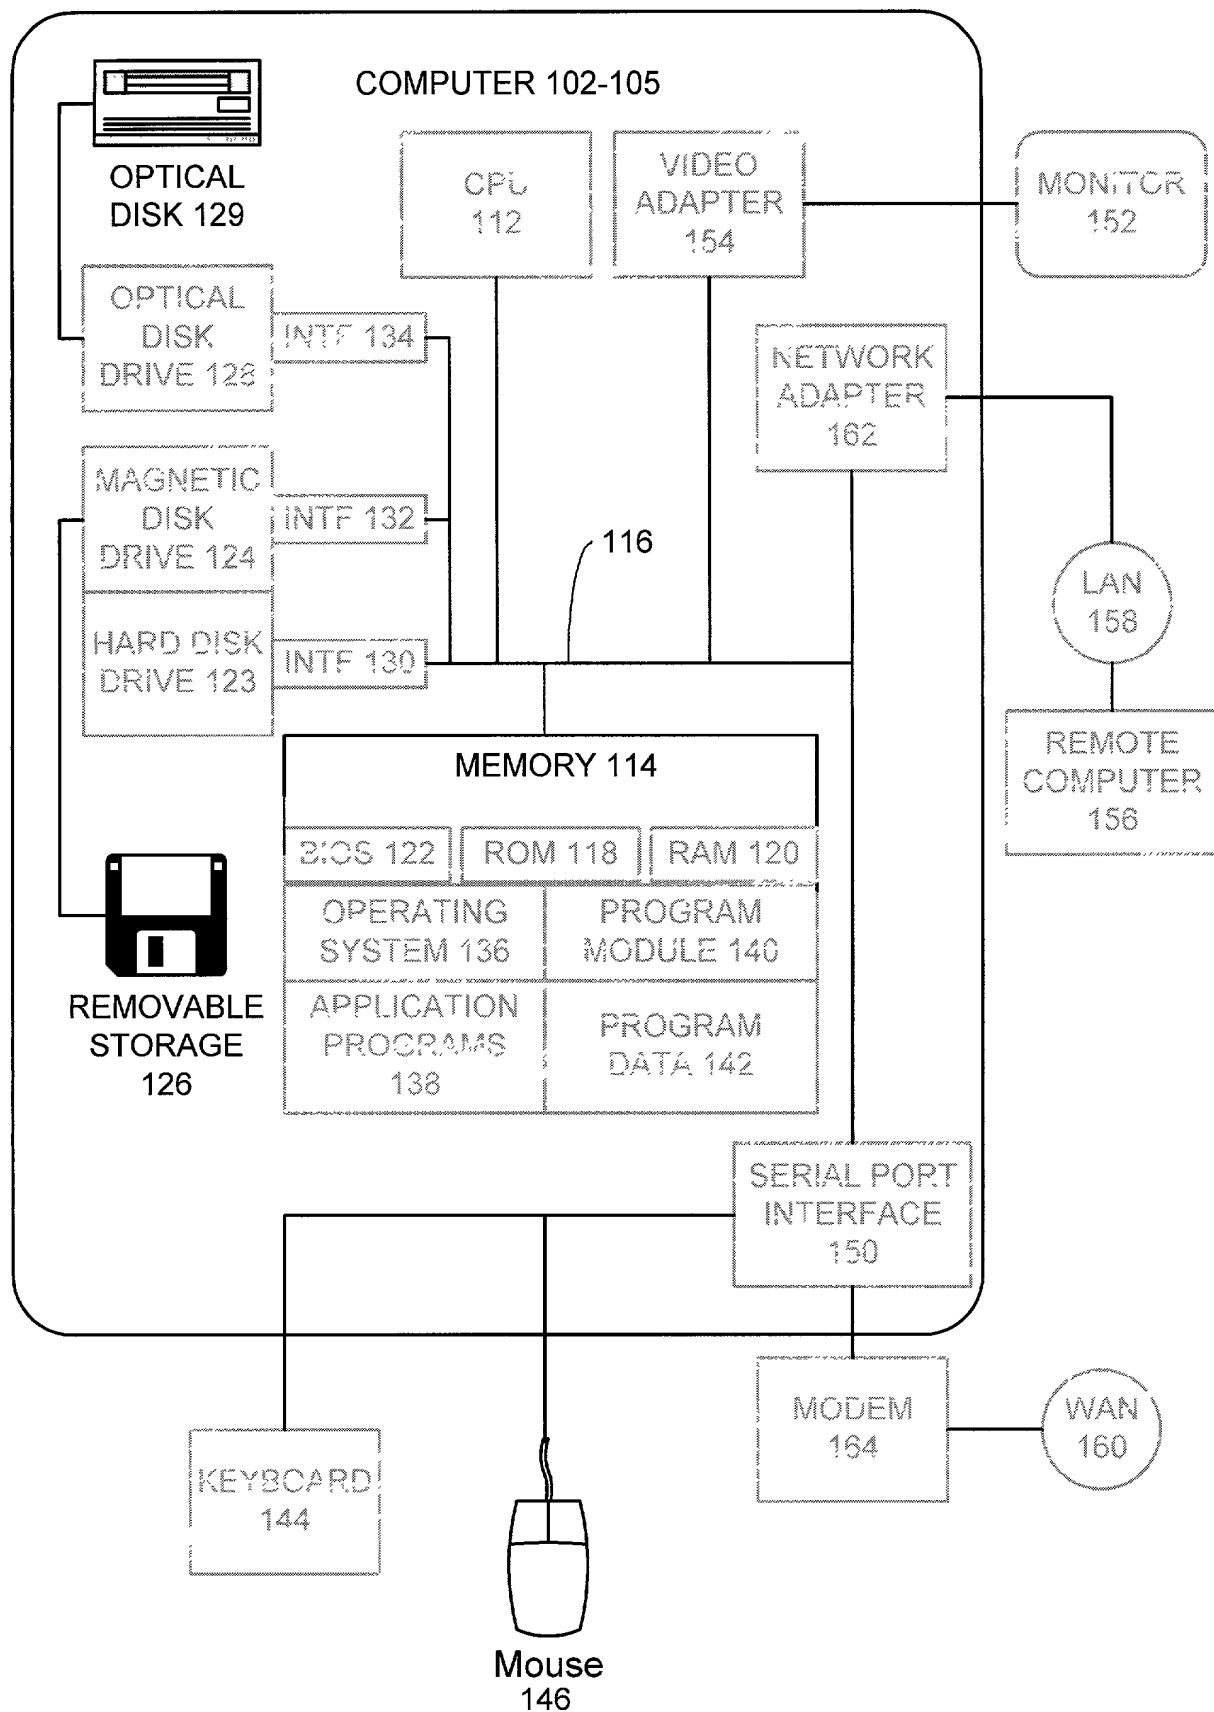 COMPUTER 102-105
OPTICAL
DISK 129
CPU
112
VIDEO
ADAPTER
154
MONITOR
152
OPTICAL
DISK
DRIVE 128
INTF 134
NETWORK
ADAPTER
162
MAGNETIC
DISK
DRIVE 124
INTF 132
116
LAN
158
HARD DISK
DRIVE 123
INTF 130
REMOTE
COMPUTER
156
MEMORY 114
BIOS 122
ROM 118
RAM 120
OPERATING
SYSTEM 136
PROGRAM
MODULE 140
REMOVABLE
STORAGE
126
APPLICATION
PROGRAMS
138
PROGRAM
DATA 142
SERIAL PORT
INTERFACE
150
MODEM
164
WAN
160
KEYBOARD
144
Mouse
146